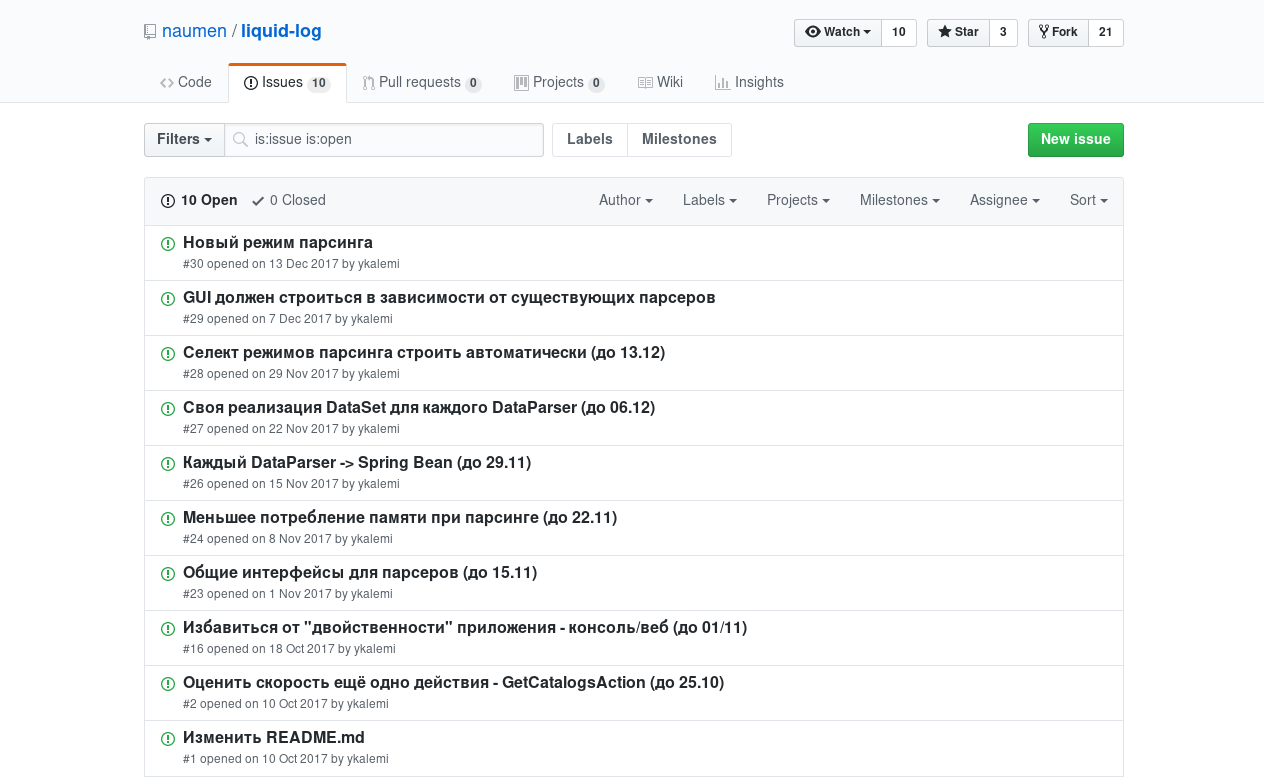 naumen / liquid-log
Watch 10 Star 3 Fork 21
Code Issues 10 Pull requests 0 Projects 0 Wiki Insights
Filters is:issue is:open Labels Milestones New issue
10 Open 0 Closed Author Labels Projects Milestones Assignee Sort
Новый режим парсинга
#30 opened on 13 Dec 2017 by ykalemi
GUI должен строиться в зависимости от существующих парсеров
#29 opened on 7 Dec 2017 by ykalemi
Селект режимов парсинга строить автоматически (до 13.12)
#28 opened on 29 Nov 2017 by ykalemi
Своя реализация DataSet для каждого DataParser (до 06.12)
#27 opened on 22 Nov 2017 by ykalemi
Каждый DataParser -> Spring Bean (до 29.11)
#26 opened on 15 Nov 2017 by ykalemi
Меньшее потребление памяти при парсинге (до 22.11)
#24 opened on 8 Nov 2017 by ykalemi
Общие интерфейсы для парсеров (до 15.11)
#23 opened on 1 Nov 2017 by ykalemi
Избавиться от "двойственности" приложения - консоль/веб (до 01/11)
#16 opened on 18 Oct 2017 by ykalemi
Оценить скорость ещё одно действия - GetCatalogsAction (до 25.10)
#2 opened on 10 Oct 2017 by ykalemi
Изменить README.md
#1 opened on 10 Oct 2017 by ykalemi